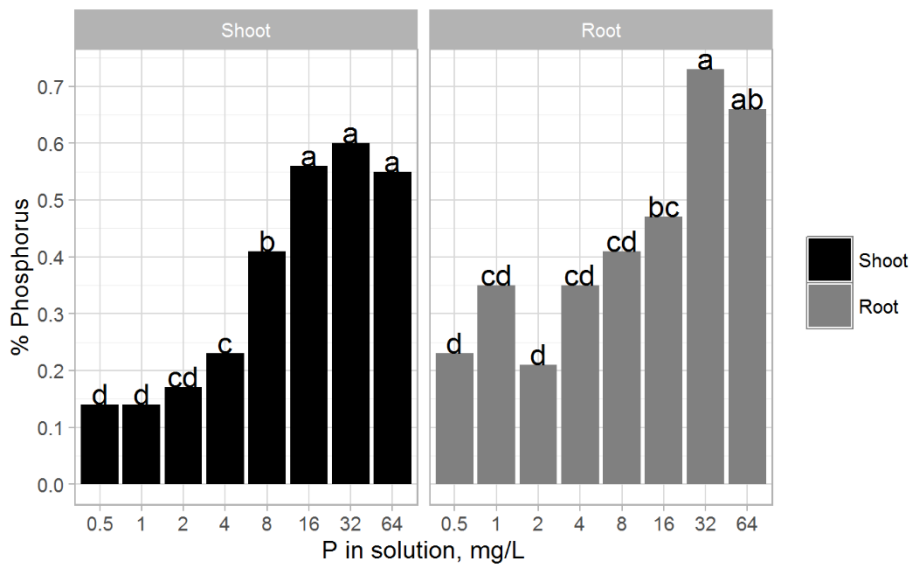 Shoot
Root
0.7
0.6
0.5
0.4
0.3
0.2
0.1
0.0
% Phosphorus
d d cd c b a a a
d cd d cd cd bc a ab
0.5 1 2 4 8 16 32 64
0.5 1 2 4 8 16 32 64
P in solution, mg/L
Shoot
Root